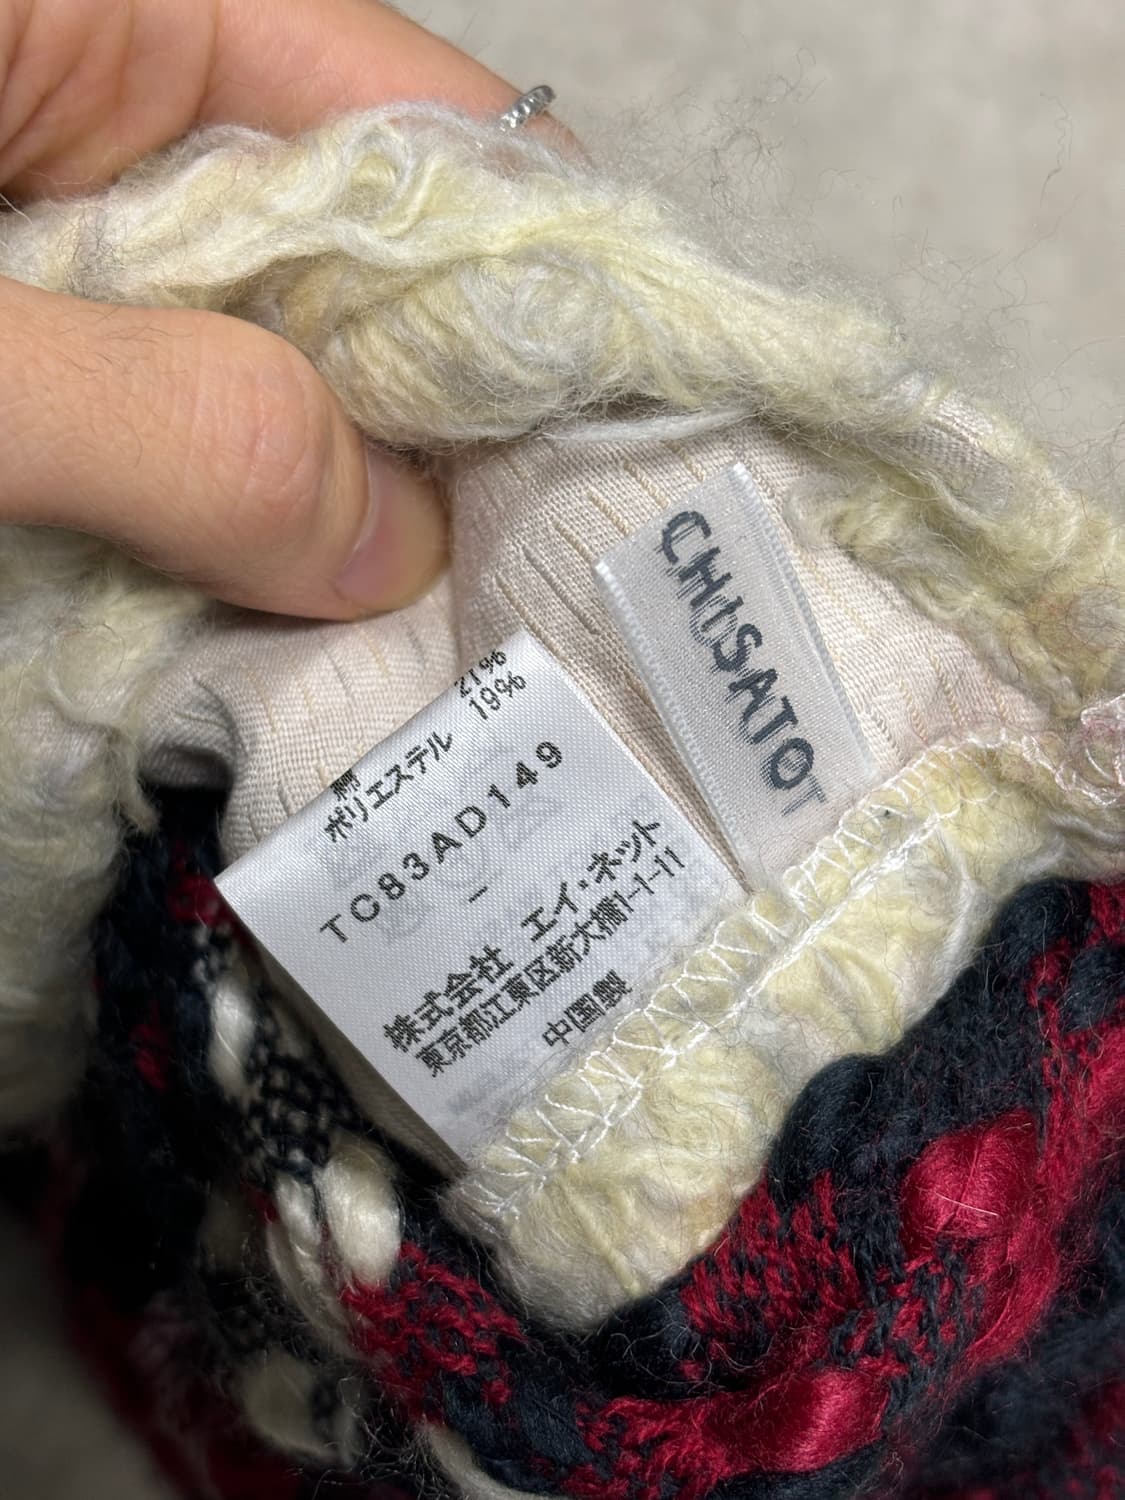 綿 21%
ポリエステル 19%
TC83AD149
-
株式会社 エイ・ネット
東京都江東区新大橋1-1-11
中国製
CHISATO